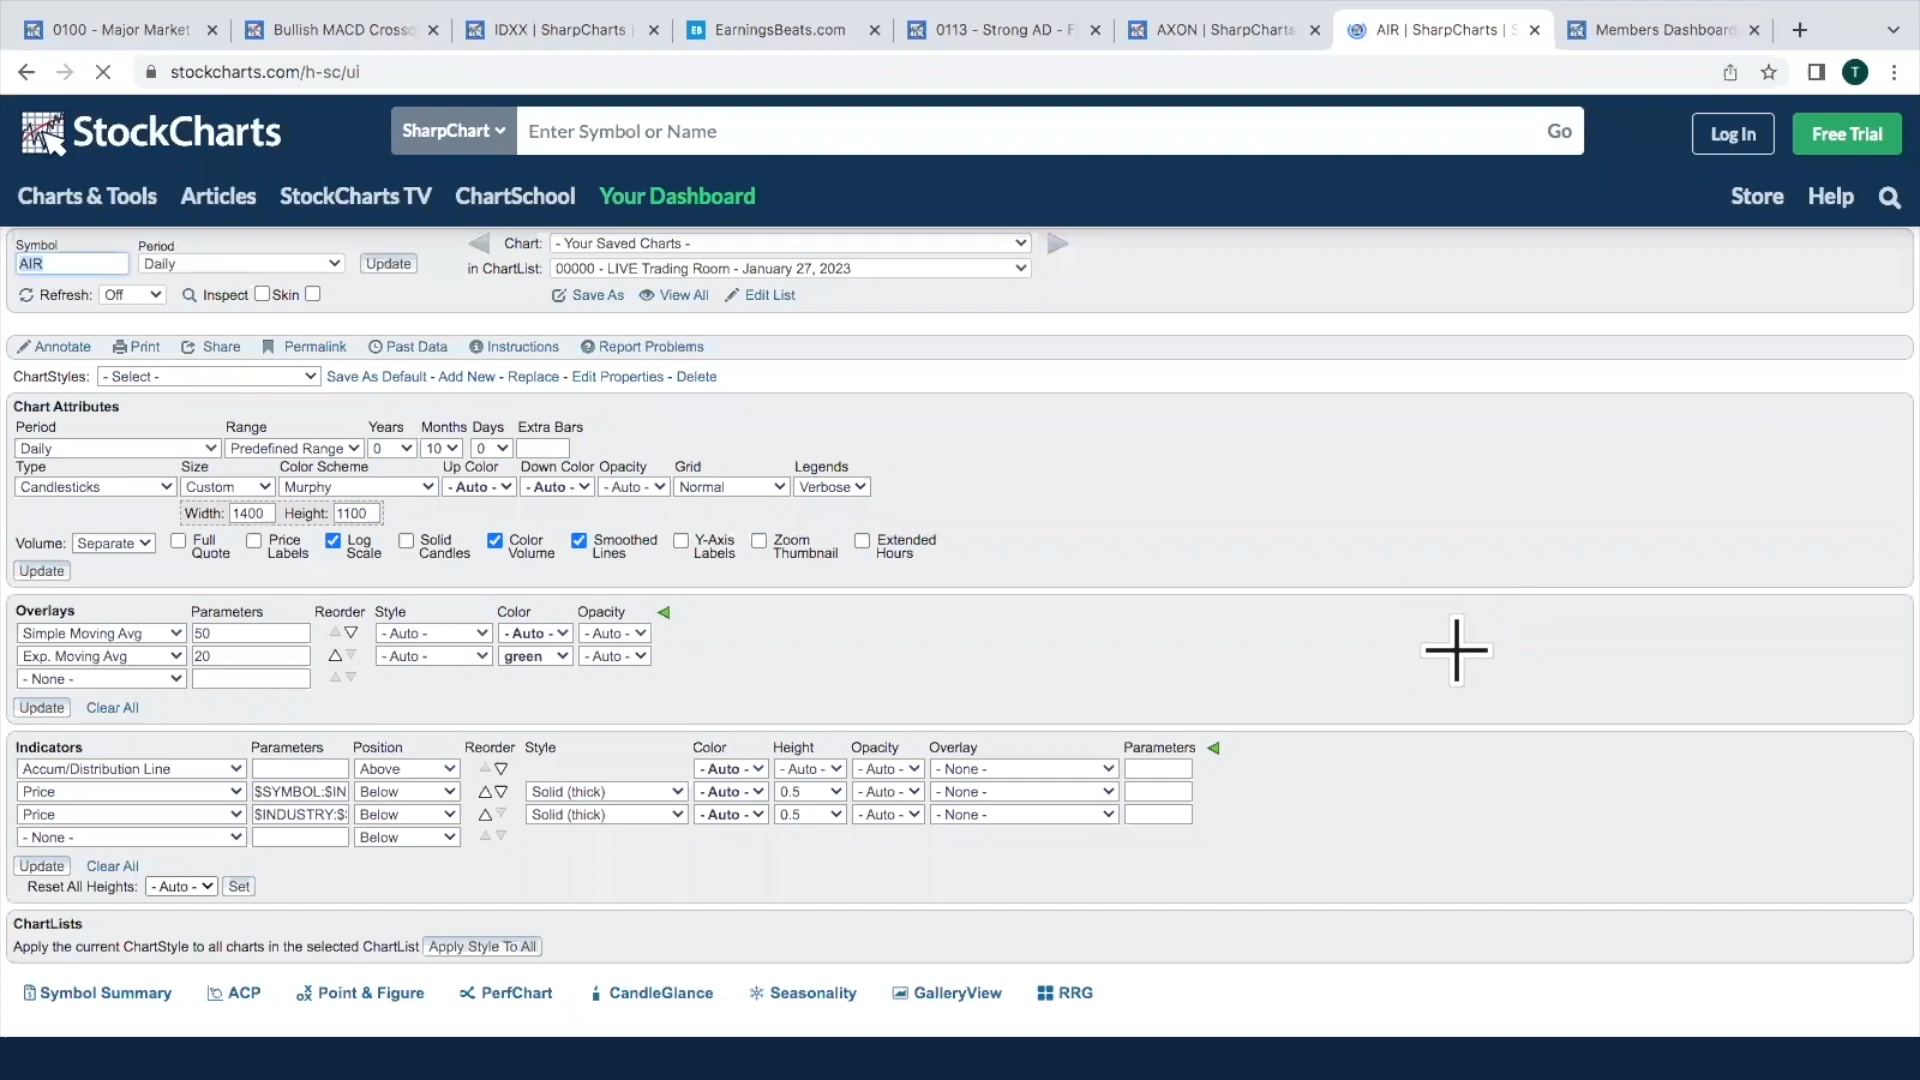 0100 - Major Market
Bullish MACD Crosso
IDXX | SharpCharts |
EarningsBeats.com
0113 - Strong AD - F
AXON | SharpCharts
AIR | SharpCharts | S
Members Dashboard
stockcharts.com/h-sc/ui
T
StockCharts
SharpChart
Enter Symbol or Name
Go
Log In
Free Trial
Charts & Tools
Articles
StockCharts TV
ChartSchool
Your Dashboard
Store
Help
Symbol
Period
Chart:
- Your Saved Charts -
AIR
Daily
Update
in ChartList:
00000 - LIVE Trading Room - January 27, 2023
Refresh:
Off
Inspect
Skin
Save As
View All
Edit List
Annotate
Print
Share
Permalink
Past Data
Instructions
Report Problems
ChartStyles:
- Select -
Save As Default - Add New - Replace - Edit Properties - Delete
Chart Attributes
Period Range Years Months Days Extra Bars
Daily Predefined Range 0 10 0
Type Size Color Scheme Up Color Down Color Opacity Grid Legends
Candlesticks Custom Murphy - Auto - - Auto - - Auto - Normal Verbose
Width: 1400 Height: 1100
Volume: Separate
Full Quote
Price Labels
Log Scale
Solid Candles
Color Volume
Smoothed Lines
Y-Axis Labels
Zoom Thumbnail
Extended Hours
Update
Overlays Parameters Reorder Style Color Opacity
Simple Moving Avg 50 - Auto - - Auto - - Auto -
Exp. Moving Avg 20 - Auto - green - Auto -
- None -
Update Clear All
Indicators Parameters Position Reorder Style Color Height Opacity Overlay Parameters
Accum/Distribution Line Above - Auto - - Auto - - Auto - - None -
Price $SYMBOL:$IN Below Solid (thick) - Auto - 0.5 - Auto - - None -
Price $INDUSTRY:$ Below Solid (thick) - Auto - 0.5 - Auto - - None -
- None - Below
Update Clear All
Reset All Heights: - Auto - Set
ChartLists
Apply the current ChartStyle to all charts in the selected ChartList Apply Style To All
Symbol Summary
ACP
Point & Figure
PerfChart
CandleGlance
Seasonality
GalleryView
RRG